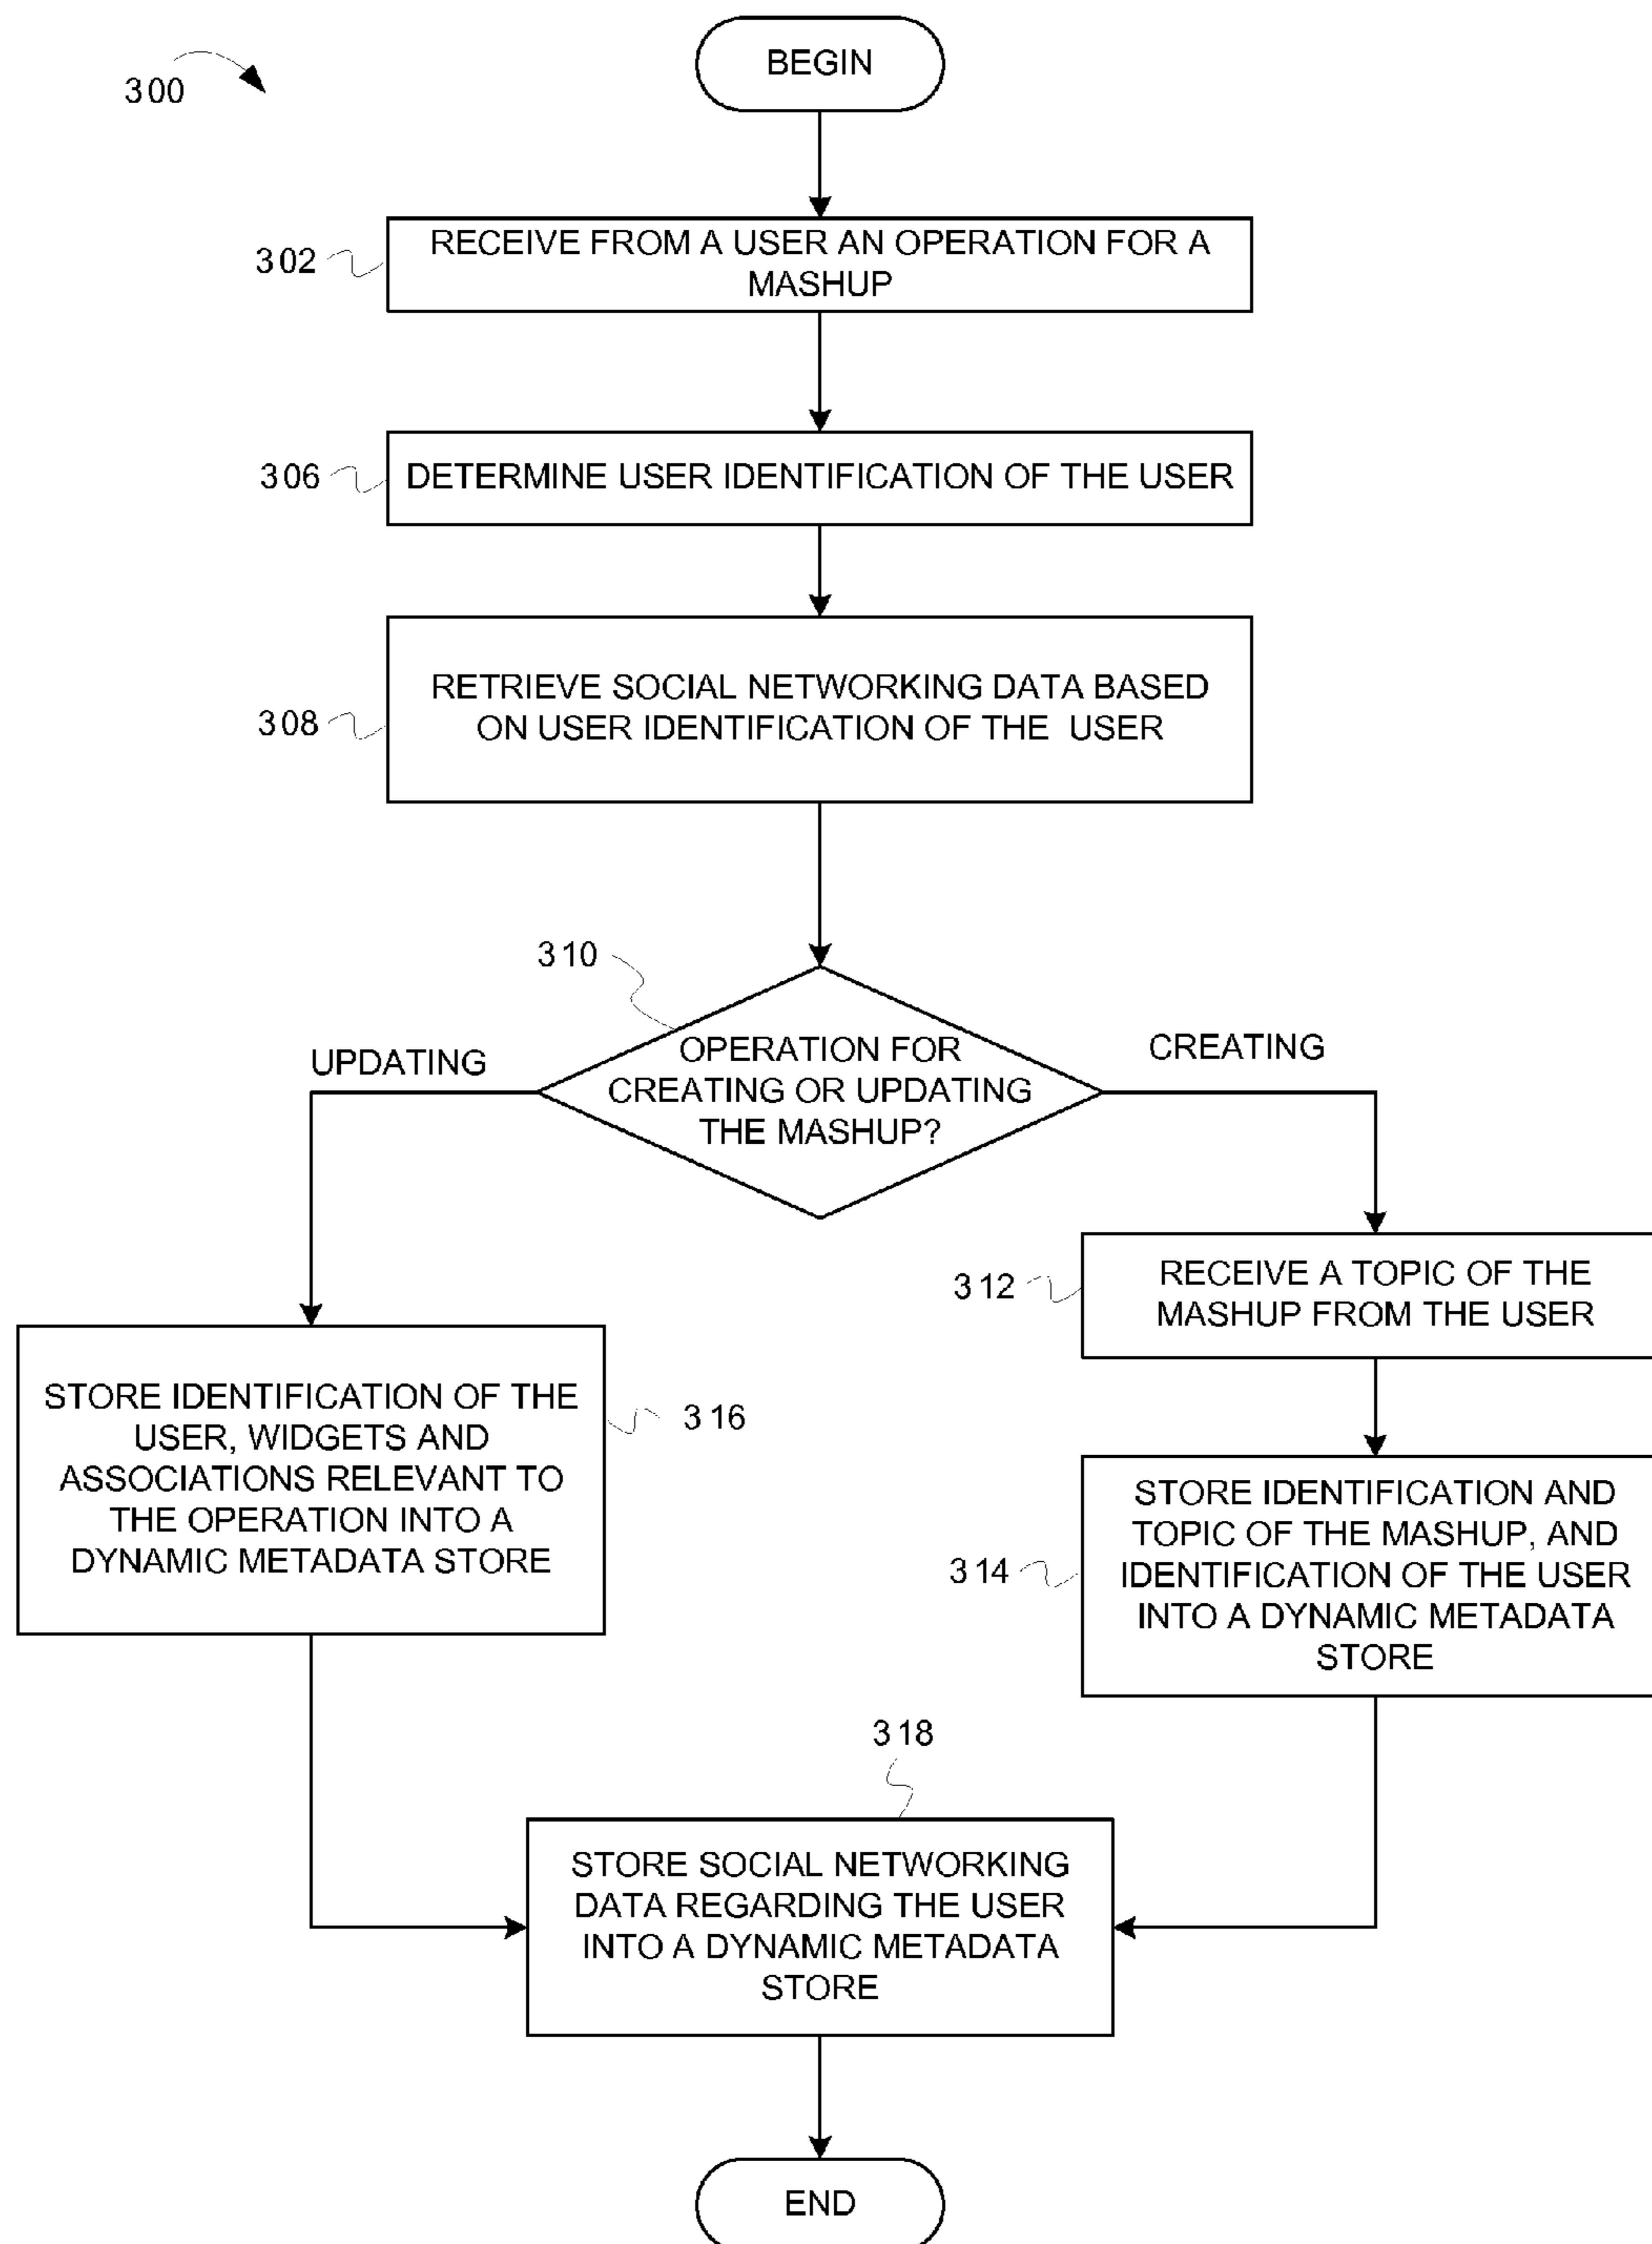 BEGIN
300
302
RECEIVE FROM A USER AN OPERATION FOR A
MASHUP
306
DETERMINE USER IDENTIFICATION OF THE USER
308
RETRIEVE SOCIAL NETWORKING DATA BASED
ON USER IDENTIFICATION OF THE USER
310
OPERATION FOR
CREATING OR UPDATING
THE MASHUP?
UPDATING
CREATING
312
RECEIVE A TOPIC OF THE
MASHUP FROM THE USER
STORE IDENTIFICATION OF THE
USER, WIDGETS AND
ASSOCIATIONS RELEVANT TO
THE OPERATION INTO A
DYNAMIC METADATA STORE
316
314
STORE IDENTIFICATION AND
TOPIC OF THE MASHUP, AND
IDENTIFICATION OF THE USER
INTO A DYNAMIC METADATA
STORE
318
STORE SOCIAL NETWORKING
DATA REGARDING THE USER
INTO A DYNAMIC METADATA
STORE
END